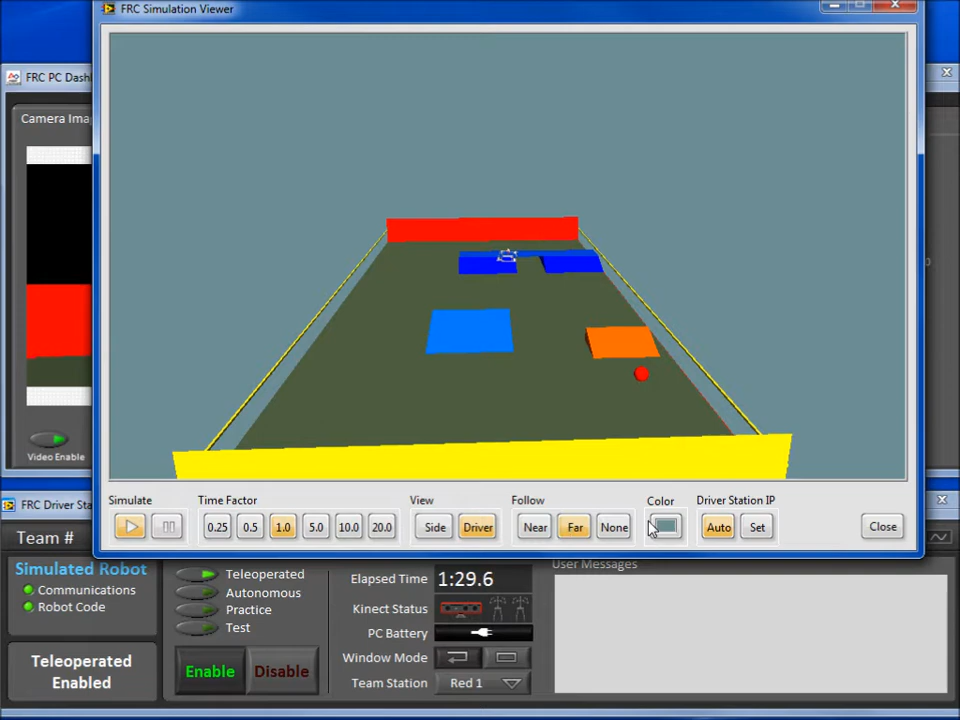 FRC Simulation Viewer
FRC PC Dash
Camera Ima
Video Enable
Simulate
Time Factor
View
Follow
Color
Driver Station IP
0.25 0.5 1.0 5.0 10.0 20.0
Side Driver
Near Far None
Auto Set
Close
FRC Driver Sta
Team #
Simulated Robot
Communications
Robot Code
Teleoperated
Enabled
Teleoperated
Autonomous
Practice
Test
Enable Disable
Elapsed Time 1:29.6
Kinect Status
PC Battery
Window Mode
Team Station Red 1
User Messages